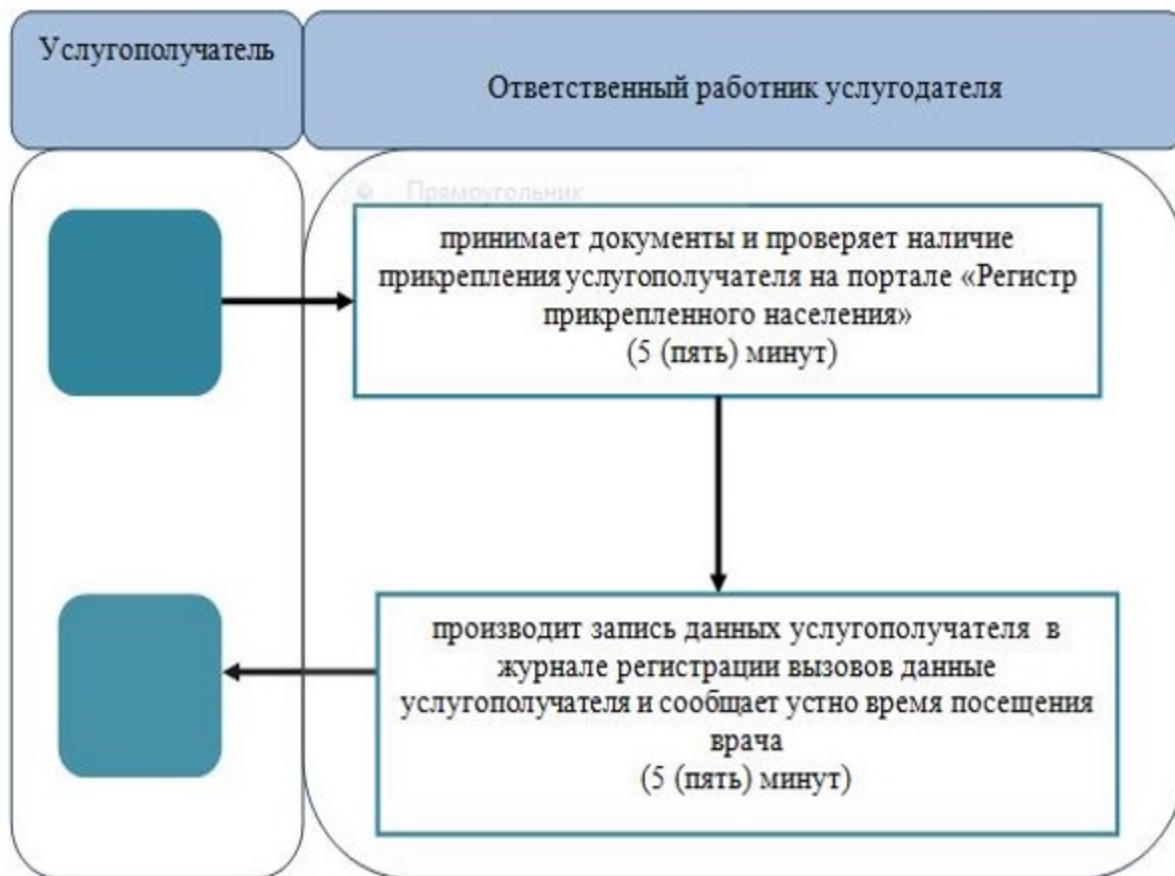 Услугополучатель
Ответственный работник услугодателя
Прямоугольник
принимает документы и проверяет наличие
прикрепления услугополучателя на портале «Регистр
прикрепленного населения»
(5 (пять) минут)
производит запись данных услугополучателя в
журнале регистрации вызовов данные
услугополучателя и сообщает устно время посещения
врача
(5 (пять) минут)